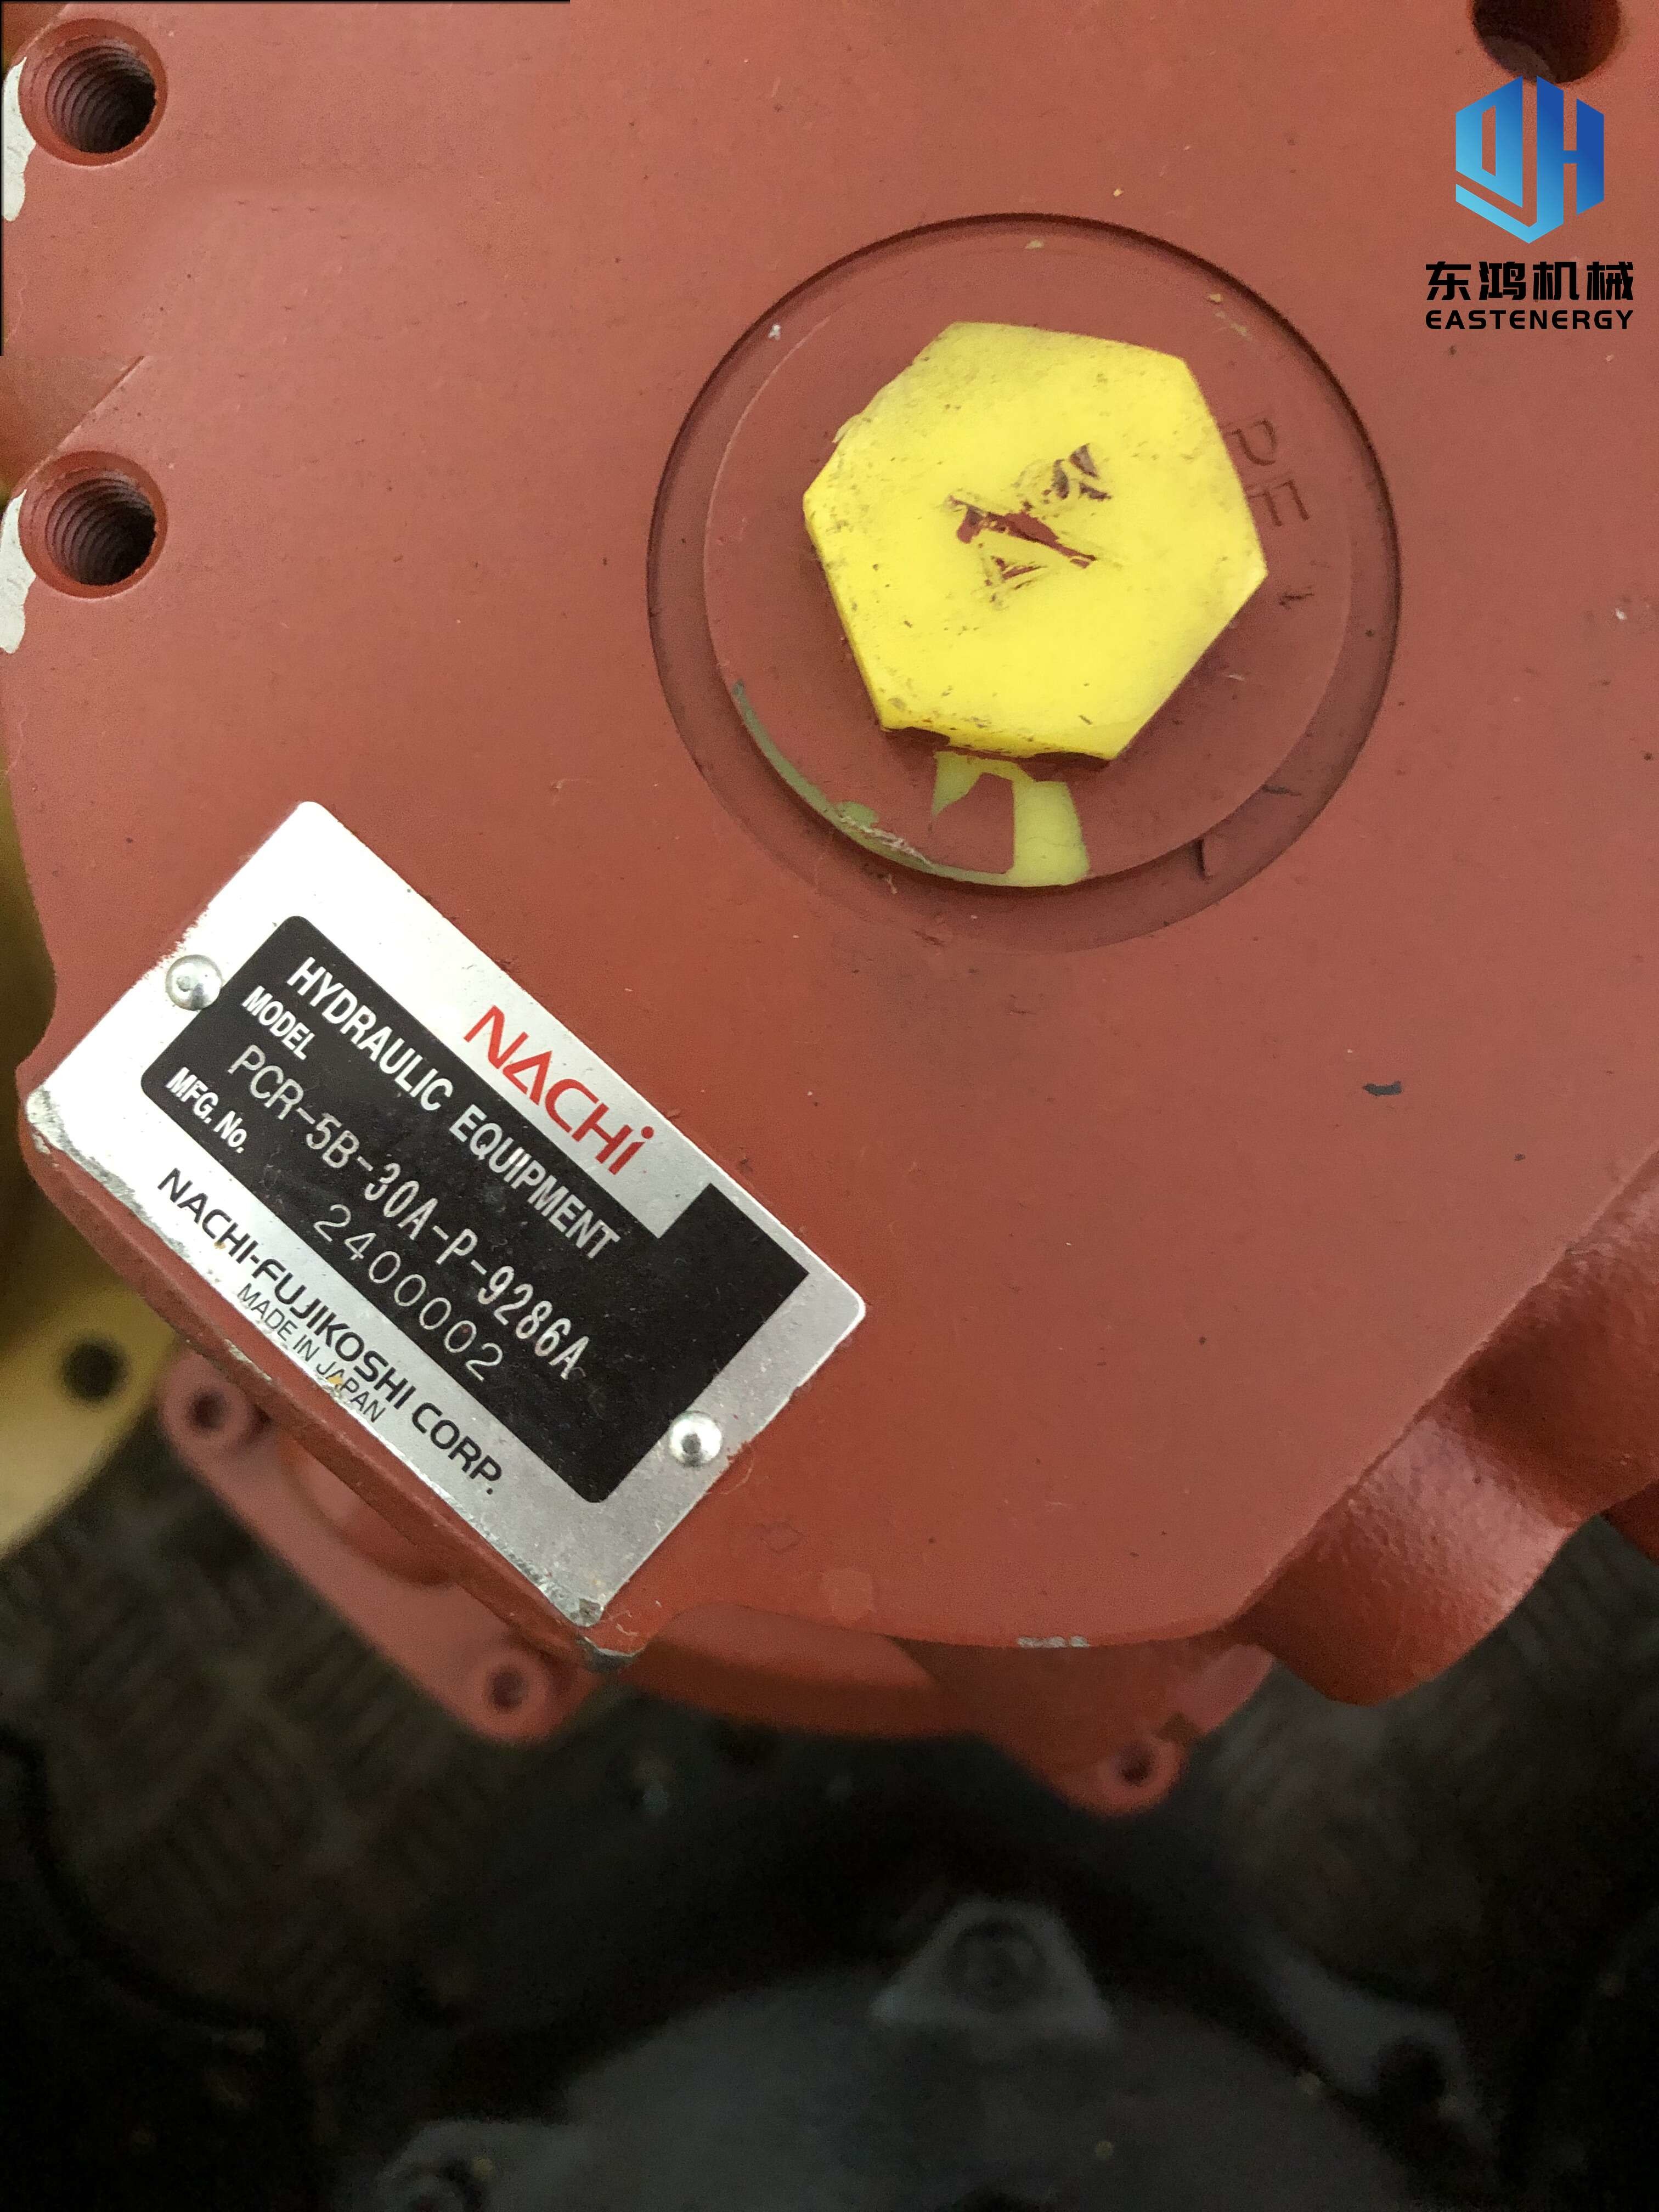 东鸿机械
EASTENERGY
PE
NACHi
HYDRAULIC EQUIPMENT
MODEL
PCR-5B-30A-P-9286A
MFG. No.
2400002
NACHI-FUJIKOSHI CORP.
MADE IN JAPAN